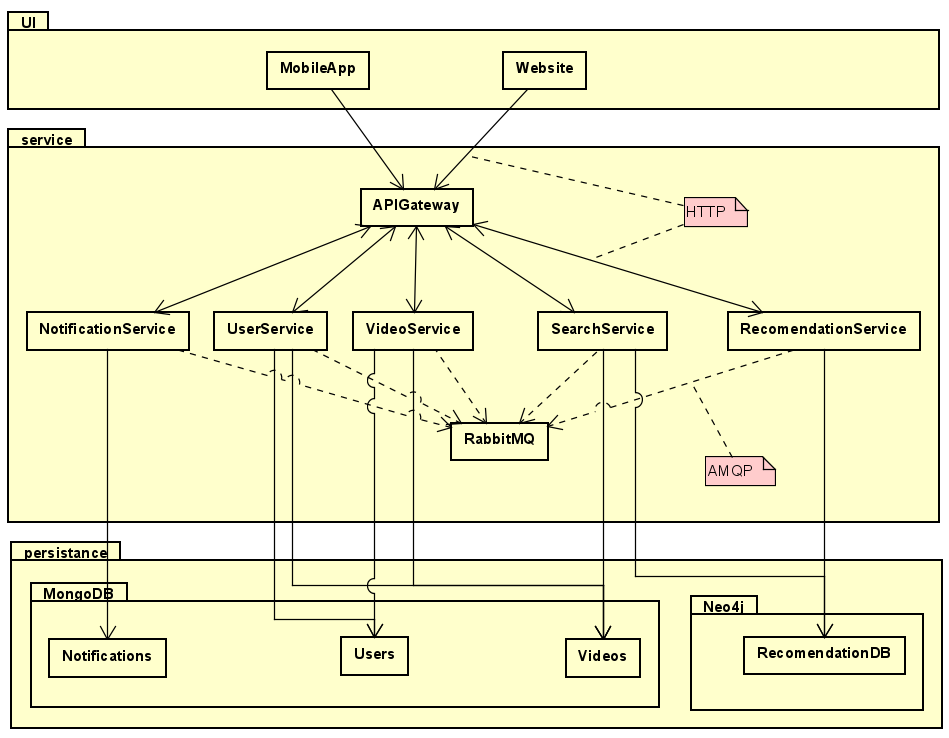 UI
MobileApp
Website
service
APIGateway
HTTP
NotificationService
UserService
VideoService
SearchService
RecomendationService
RabbitMQ
AMQP
persistance
MongoDB
Neo4j
Notifications
Users
Videos
RecomendationDB